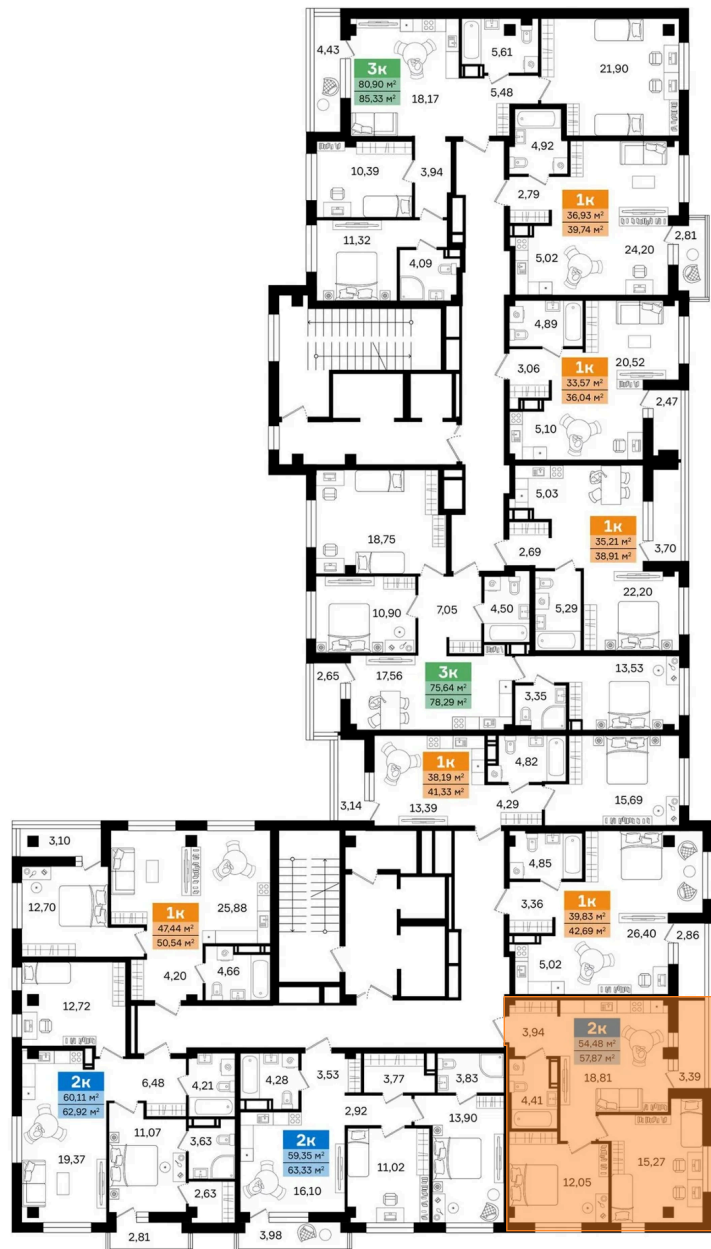 4,43
3к
80,90 м²
85,33 м²
18,17
5,61
5,48
21,90
10,39
3,94
4,92
2,79
1к
36,93 м²
39,74 м²
2,81
11,32
4,09
5,02
24,20
4,89
20,52
3,06
1к
33,57 м²
36,04 м²
2,47
5,10
5,03
18,75
1к
35,21 м²
38,91 м²
2,69
3,70
10,90
7,05
4,50
5,29
22,20
2,65
17,56
3к
75,64 м²
78,29 м²
13,53
3,35
1к
38,19 м²
41,33 м²
4,82
3,14
13,39
4,29
15,69
3,10
12,70
25,88
1к
47,44 м²
50,54 м²
4,20
4,66
4,85
3,36
1к
39,83 м²
42,69 м²
26,40
2,86
5,02
12,72
3,94
2к
54,48 м²
57,87 м²
3,39
18,81
4,41
2к
60,11 м²
62,92 м²
6,48
4,21
4,28
3,53
3,77
3,83
2,92
13,90
11,07
3,63
2к
59,35 м²
63,33 м²
19,37
2,63
16,10
11,02
12,05
15,27
2,81
3,98